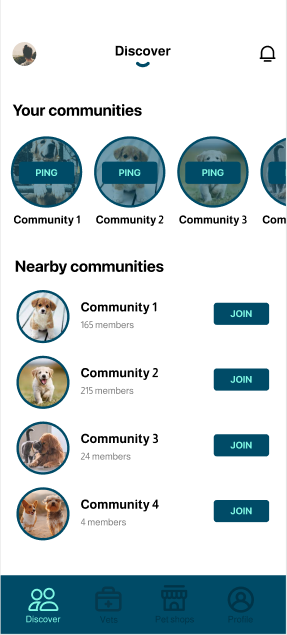 Discover
Your communities
PING PING PING
Community 1 Community 2 Community 3 Com
Nearby communities
Community 1
165 members
JOIN
Community 2
215 members
JOIN
Community 3
24 members
JOIN
Community 4
4 members
JOIN
Discover Vets Pet shops Profile